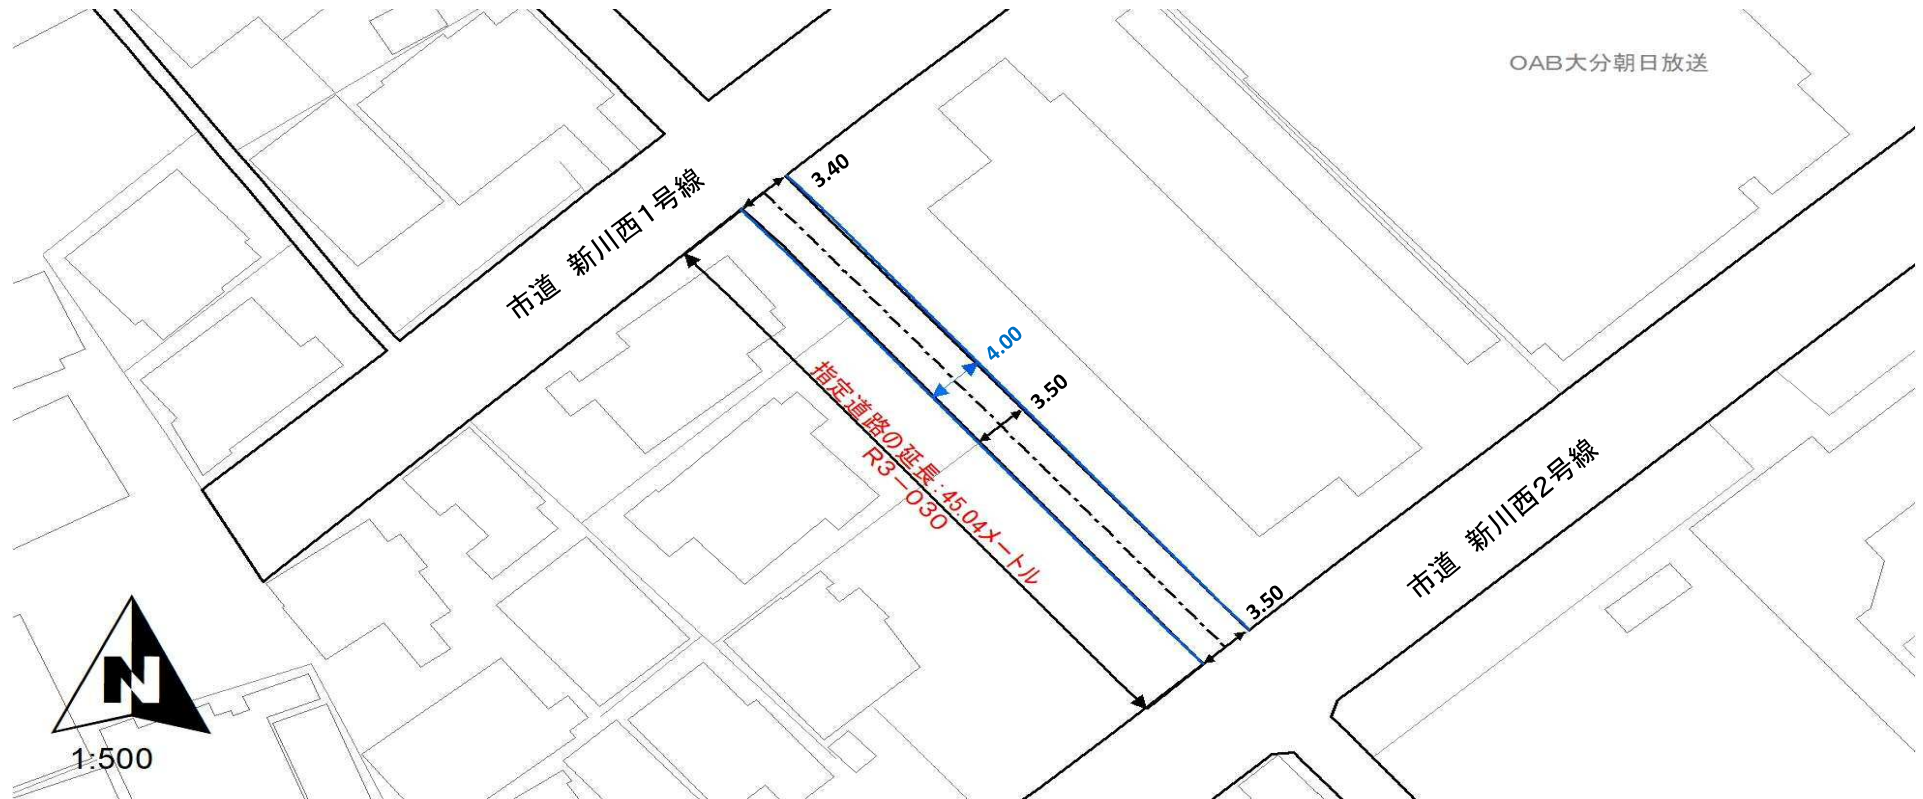 OAB大分朝日放送
3.40
市道 新川西1号線
4.00
3.50
指定道路の延長:45.04メートル
R3-030
市道 新川西2号線
3.50
N
1:500